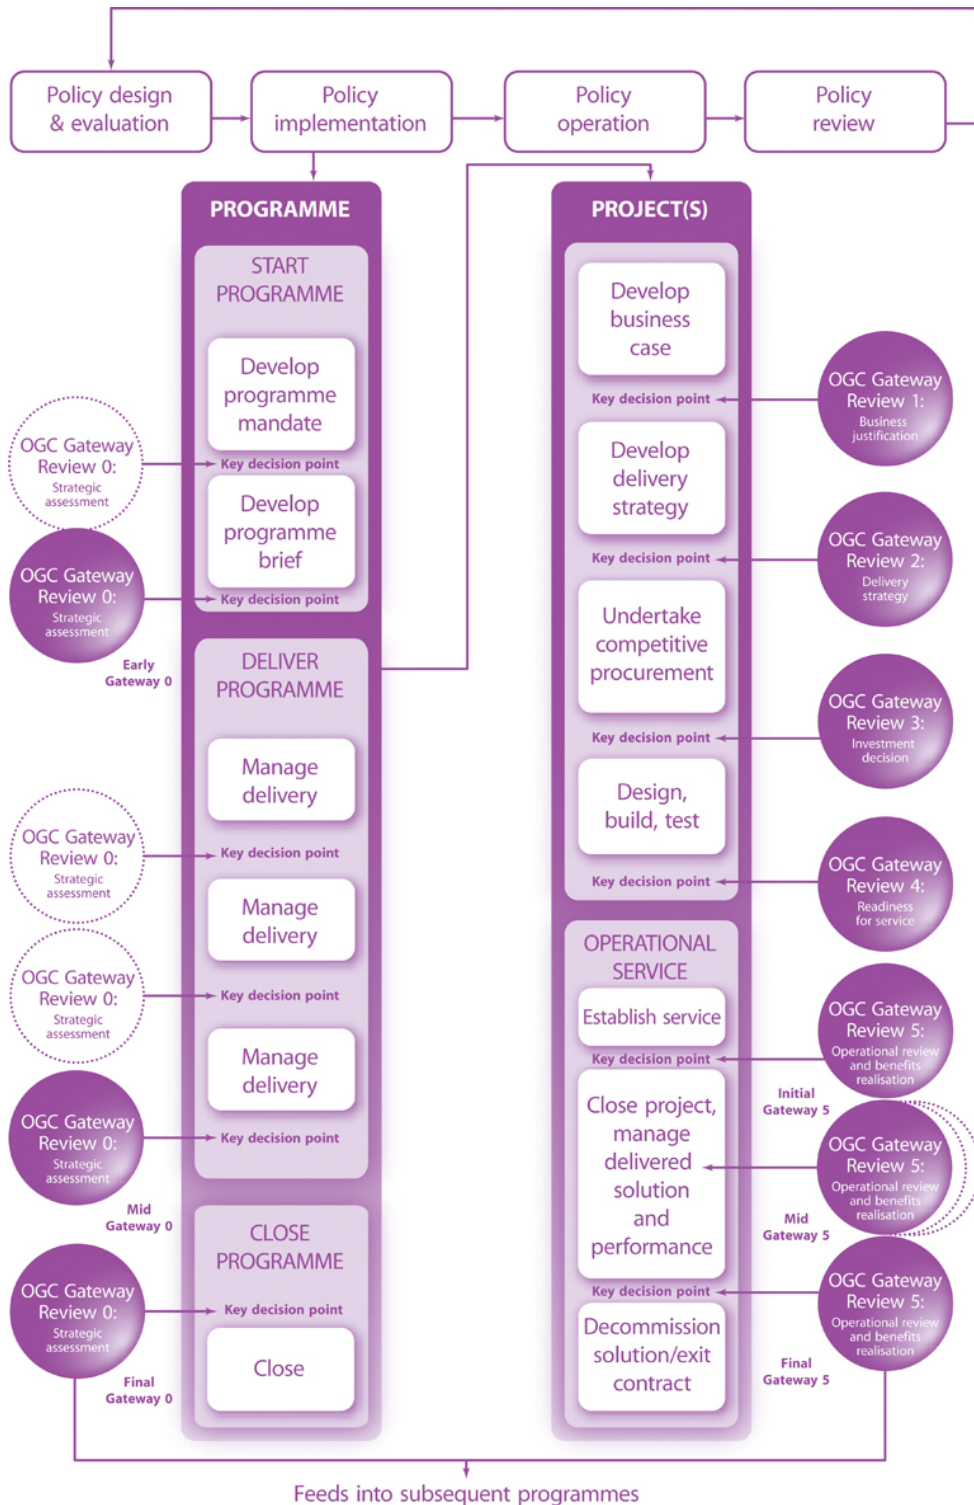 Policy design
& evaluation
Policy
implementation
Policy
operation
Policy
review
PROGRAMME
START
PROGRAMME
Develop
programme
mandate
OGC Gateway
Review 0:
Strategic
assessment
Key decision point
Develop
programme
brief
OGC Gateway
Review 0:
Strategic
assessment
Key decision point
Early
Gateway 0
DELIVER
PROGRAMME
Manage
delivery
OGC Gateway
Review 0:
Strategic
assessment
Key decision point
Manage
delivery
OGC Gateway
Review 0:
Strategic
assessment
Key decision point
Manage
delivery
OGC Gateway
Review 0:
Strategic
assessment
Key decision point
Mid
Gateway 0
CLOSE
PROGRAMME
OGC Gateway
Review 0:
Strategic
assessment
Key decision point
Close
Final
Gateway 0
PROJECT(S)
Develop
business
case
Key decision point
OGC Gateway
Review 1:
Business
justification
Develop
delivery
strategy
Key decision point
OGC Gateway
Review 2:
Delivery
strategy
Undertake
competitive
procurement
Key decision point
OGC Gateway
Review 3:
Investment
decision
Design,
build, test
Key decision point
OGC Gateway
Review 4:
Readiness
for service
OPERATIONAL
SERVICE
Establish service
Key decision point
OGC Gateway
Review 5:
Operational review
and benefits
realisation
Initial
Gateway 5
Close project,
manage
delivered
solution
and
performance
OGC Gateway
Review 5:
Operational review
and benefits
realisation
Mid
Gateway 5
Key decision point
OGC Gateway
Review 5:
Operational review
and benefits
realisation
Decommission
solution/exit
contract
Final
Gateway 5
Feeds into subsequent programmes